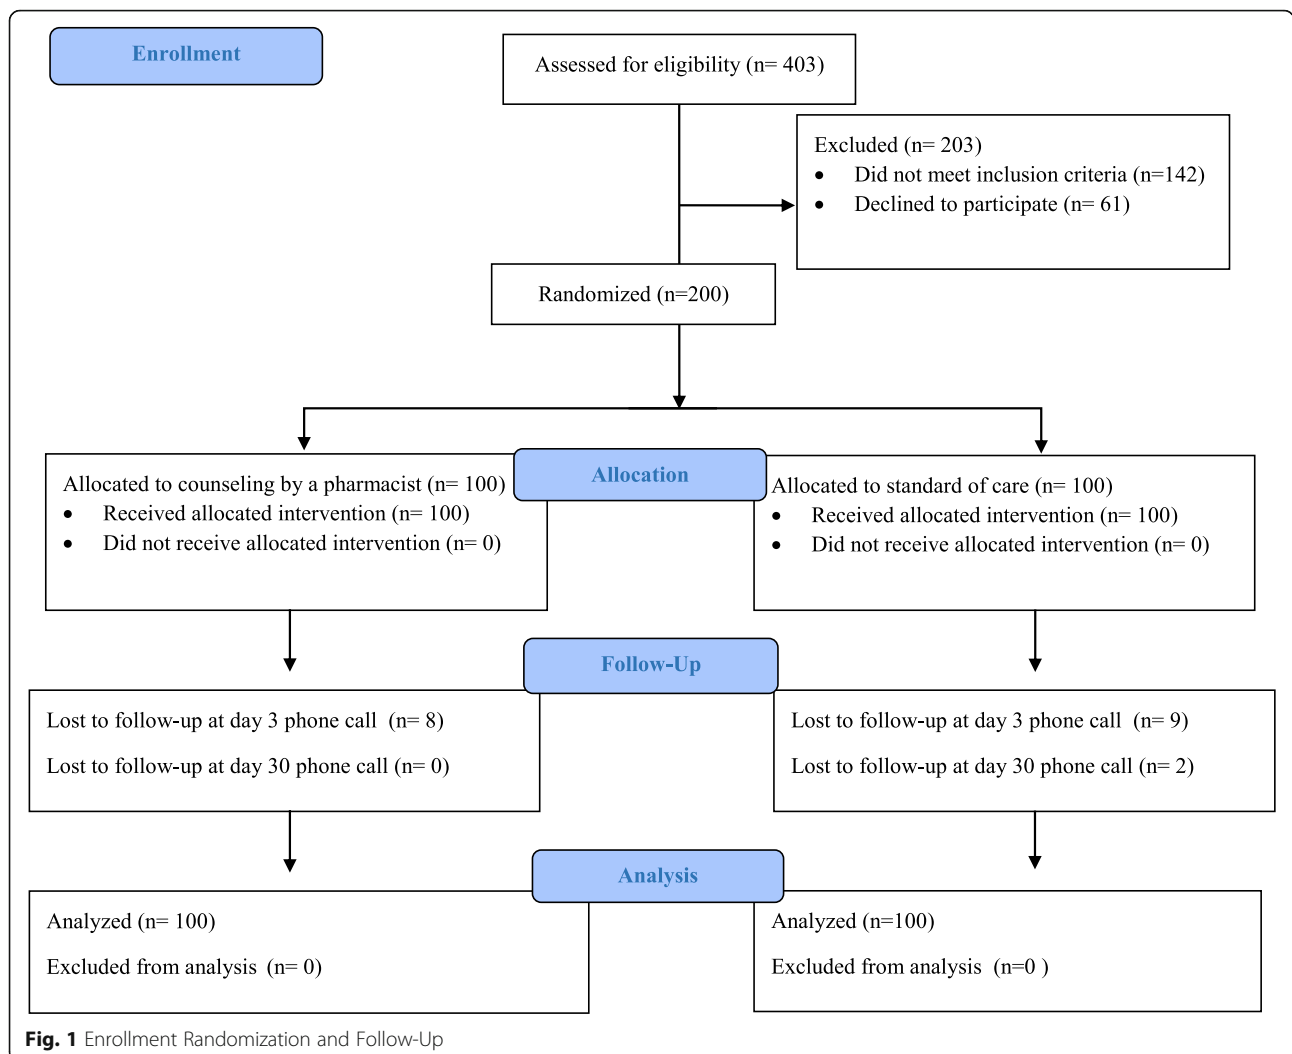 Enrollment
Assessed for eligibility (n= 403)
Excluded (n= 203)
• Did not meet inclusion criteria (n=142)
• Declined to participate (n= 61)
Randomized (n=200)
Allocation
Allocated to counseling by a pharmacist (n= 100)
• Received allocated intervention (n= 100)
• Did not receive allocated intervention (n= 0)
Allocated to standard of care (n= 100)
• Received allocated intervention (n= 100)
• Did not receive allocated intervention (n= 0)
Follow-Up
Lost to follow-up at day 3 phone call (n= 8)
Lost to follow-up at day 30 phone call (n= 0)
Lost to follow-up at day 3 phone call (n= 9)
Lost to follow-up at day 30 phone call (n= 2)
Analysis
Analyzed (n= 100)
Excluded from analysis (n= 0)
Analyzed (n=100)
Excluded from analysis (n=0 )
Fig. 1 Enrollment Randomization and Follow-Up